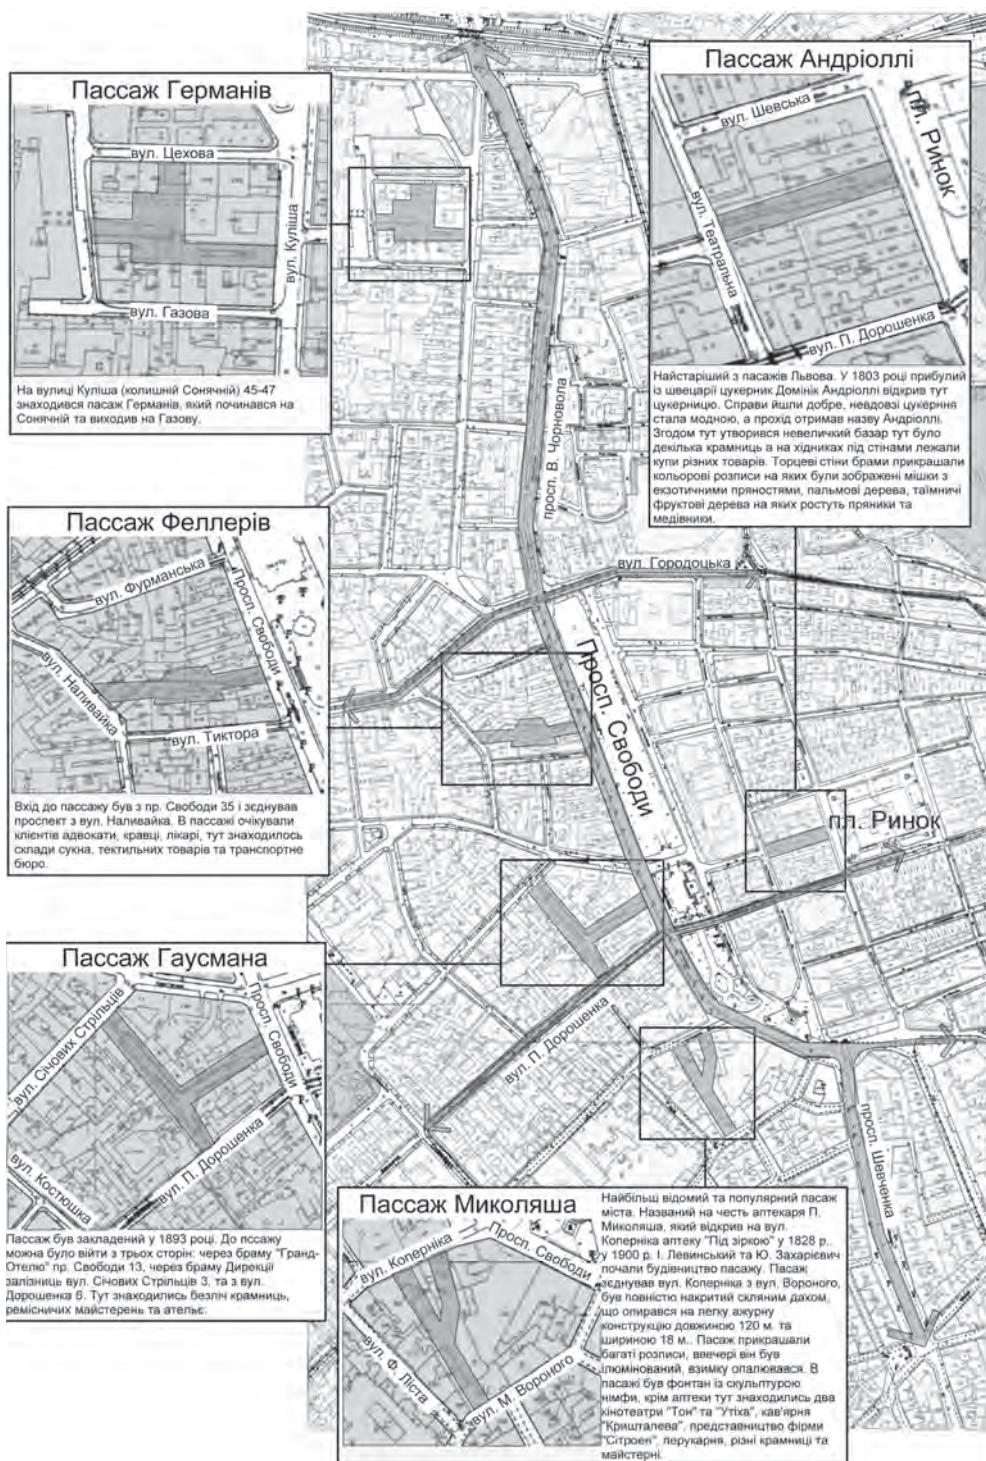 Пассаж Германів
вул. Цехова
вул. Куліша
вул. Газова
На вулиці Куліша (колишній Сонячній) 45-47
знаходився пасаж Германів, який починався на
Сонячній та виходив на Газову.
Пассаж Андріоллі
вул. Шевська
пл. Ринок
вул. Театральна
вул. П. Дорошенка
Найстаріший з пасажів Львова. У 1803 році прибулий
із швецарії цукерник Домінік Андріоллі відкрив тут
цукерницю. Справи йшли добре, невдовзі цукерння
стала модною, а прохід отримав назву Андріоллі.
Згодом тут утворився невеличкий базар тут було
декілька крамниць а на хідниках під стінами лежали
купи різних товарів. Торцеві стіни брами прикрашали
кольорові розписи на яких були зображені мішки з
екзотичними пряностями, пальмові дерева, таїмничі
фруктові дерева на яких ростуть пряники та
медівники.
просп. В. Чорновола
вул. Городоцька
Просп. Свободи
пл. Ринок
вул. П. Дорошенка
просп. Шевченка
Пассаж Феллерів
вул. Фурманська
Просп. Свободи
вул. Наливайка
вул. Тиктора
Вхід до пассажу був з пр. Свободи 35 і зєднував
проспект з вул. Наливайка. В пассажі очікували
клієнтів адвокати, кравці, лікарі, тут знаходилось
склади сукна, тектильних товарів та транспортне
бюро.
Пассаж Гаусмана
вул. Січових Стрільців
Просп. Свободи
вул. П. Дорошенка
вул. Костюшка
Пассаж був закладений у 1893 році. До пссажу
можна було війти з трьох сторін: через браму "Гранд-
Отелю" пр. Свободи 13, через браму Дирекції
залізниць вул. Січових Стрільців 3, та з вул.
Дорошенка 6. Тут знаходились безліч крамниць,
ремісничих майстерень та ательє.
Пассаж Миколяша
вул. Коперніка
Просп. Свободи
вул. Ф. Ліста
вул. М. Вороного
Найбільш відомий та популярний пасаж
міста. Названий на честь аптекаря П.
Миколяша, який відкрив на вул.
Коперніка аптеку "Під зіркою" у 1828 р..
у 1900 р. І. Левинський та Ю. Захарієвич
почали будівництво пасажу. Пасаж
зєднував вул. Коперніка з вул. Вороного,
був повністю накритий скляним дахом,
що опирався на легку ажурну
конструкцію довжиною 120 м. та
шириною 18 м.. Пасаж прикрашали
багаті розписи, ввечері він був
ілюмінований, взимку опалювався. В
пасажі був фонтан із скульптурою
німфи, крім аптеки тут знаходились два
кінотеатри "Тон" та "Утіха", кав'ярня
"Кришталева", представництво фірми
"Сітроен", перукарня, різні крамниці та
майстерні.